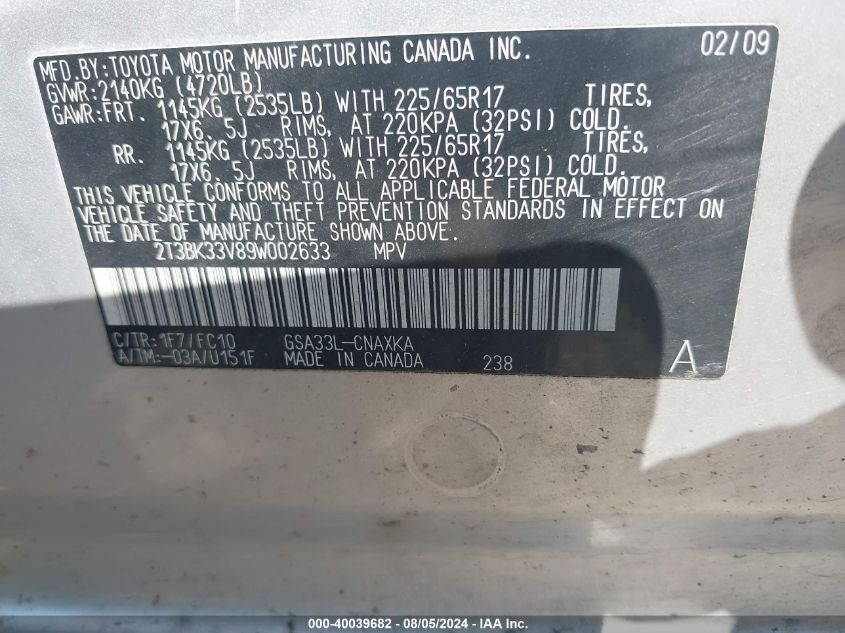 MFD.BY:TOYOTA MOTOR MANUFACTURING CANADA INC. 02/09
GVWR:2140KG (4720LB)
GAWR:FRT. 1145KG (2535LB) WITH 225/65R17 TIRES,
17X6.5J RIMS, AT 220KPA (32PSI) COLD.
RR. 1145KG (2535LB) WITH 225/65R17 TIRES,
17X6.5J RIMS, AT 220KPA (32PSI) COLD.
THIS VEHICLE CONFORMS TO ALL APPLICABLE FEDERAL MOTOR
VEHICLE SAFETY AND THEFT PREVENTION STANDARDS IN EFFECT ON
THE DATE OF MANUFACTURE SHOWN ABOVE.
2T3BK33V89W002633 MPV
C/TR:1F7/FC10 GSA33L-CNAXKA
A/TM:-03A/U151F MADE IN CANADA 238 A
000-40039682 - 08/05/2024 - IAA Inc.